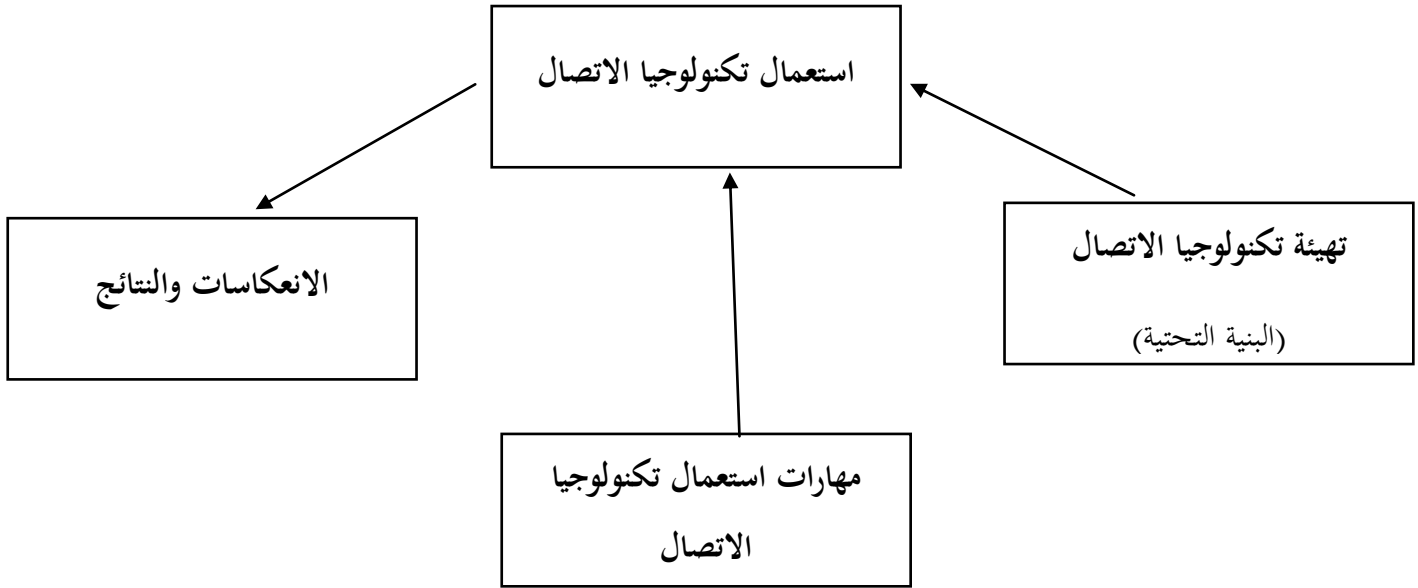 استعمال تكنولوجيا الاتصال
تهيئة تكنولوجيا الاتصال
(البنية التحتية)
الانعكاسات والنتائج
مهارات استعمال تكنولوجيا
الاتصال